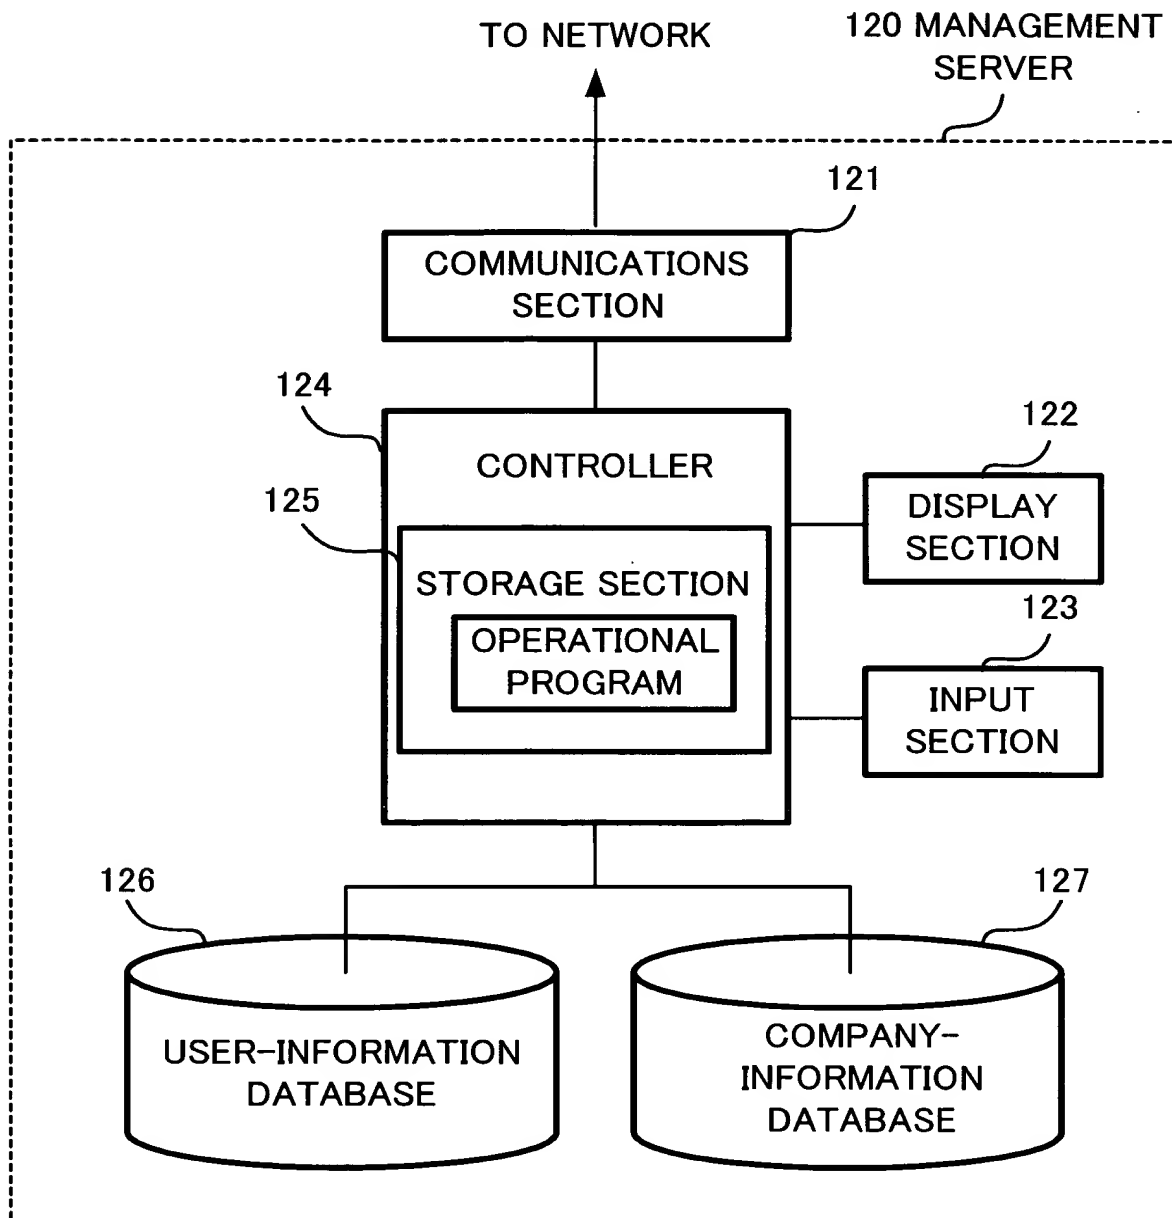 TO NETWORK
120 MANAGEMENT
SERVER
121
COMMUNICATIONS
SECTION
124
CONTROLLER
122
DISPLAY
SECTION
125
STORAGE SECTION
OPERATIONAL
PROGRAM
123
INPUT
SECTION
126
127
USER-INFORMATION
DATABASE
COMPANY-
INFORMATION
DATABASE